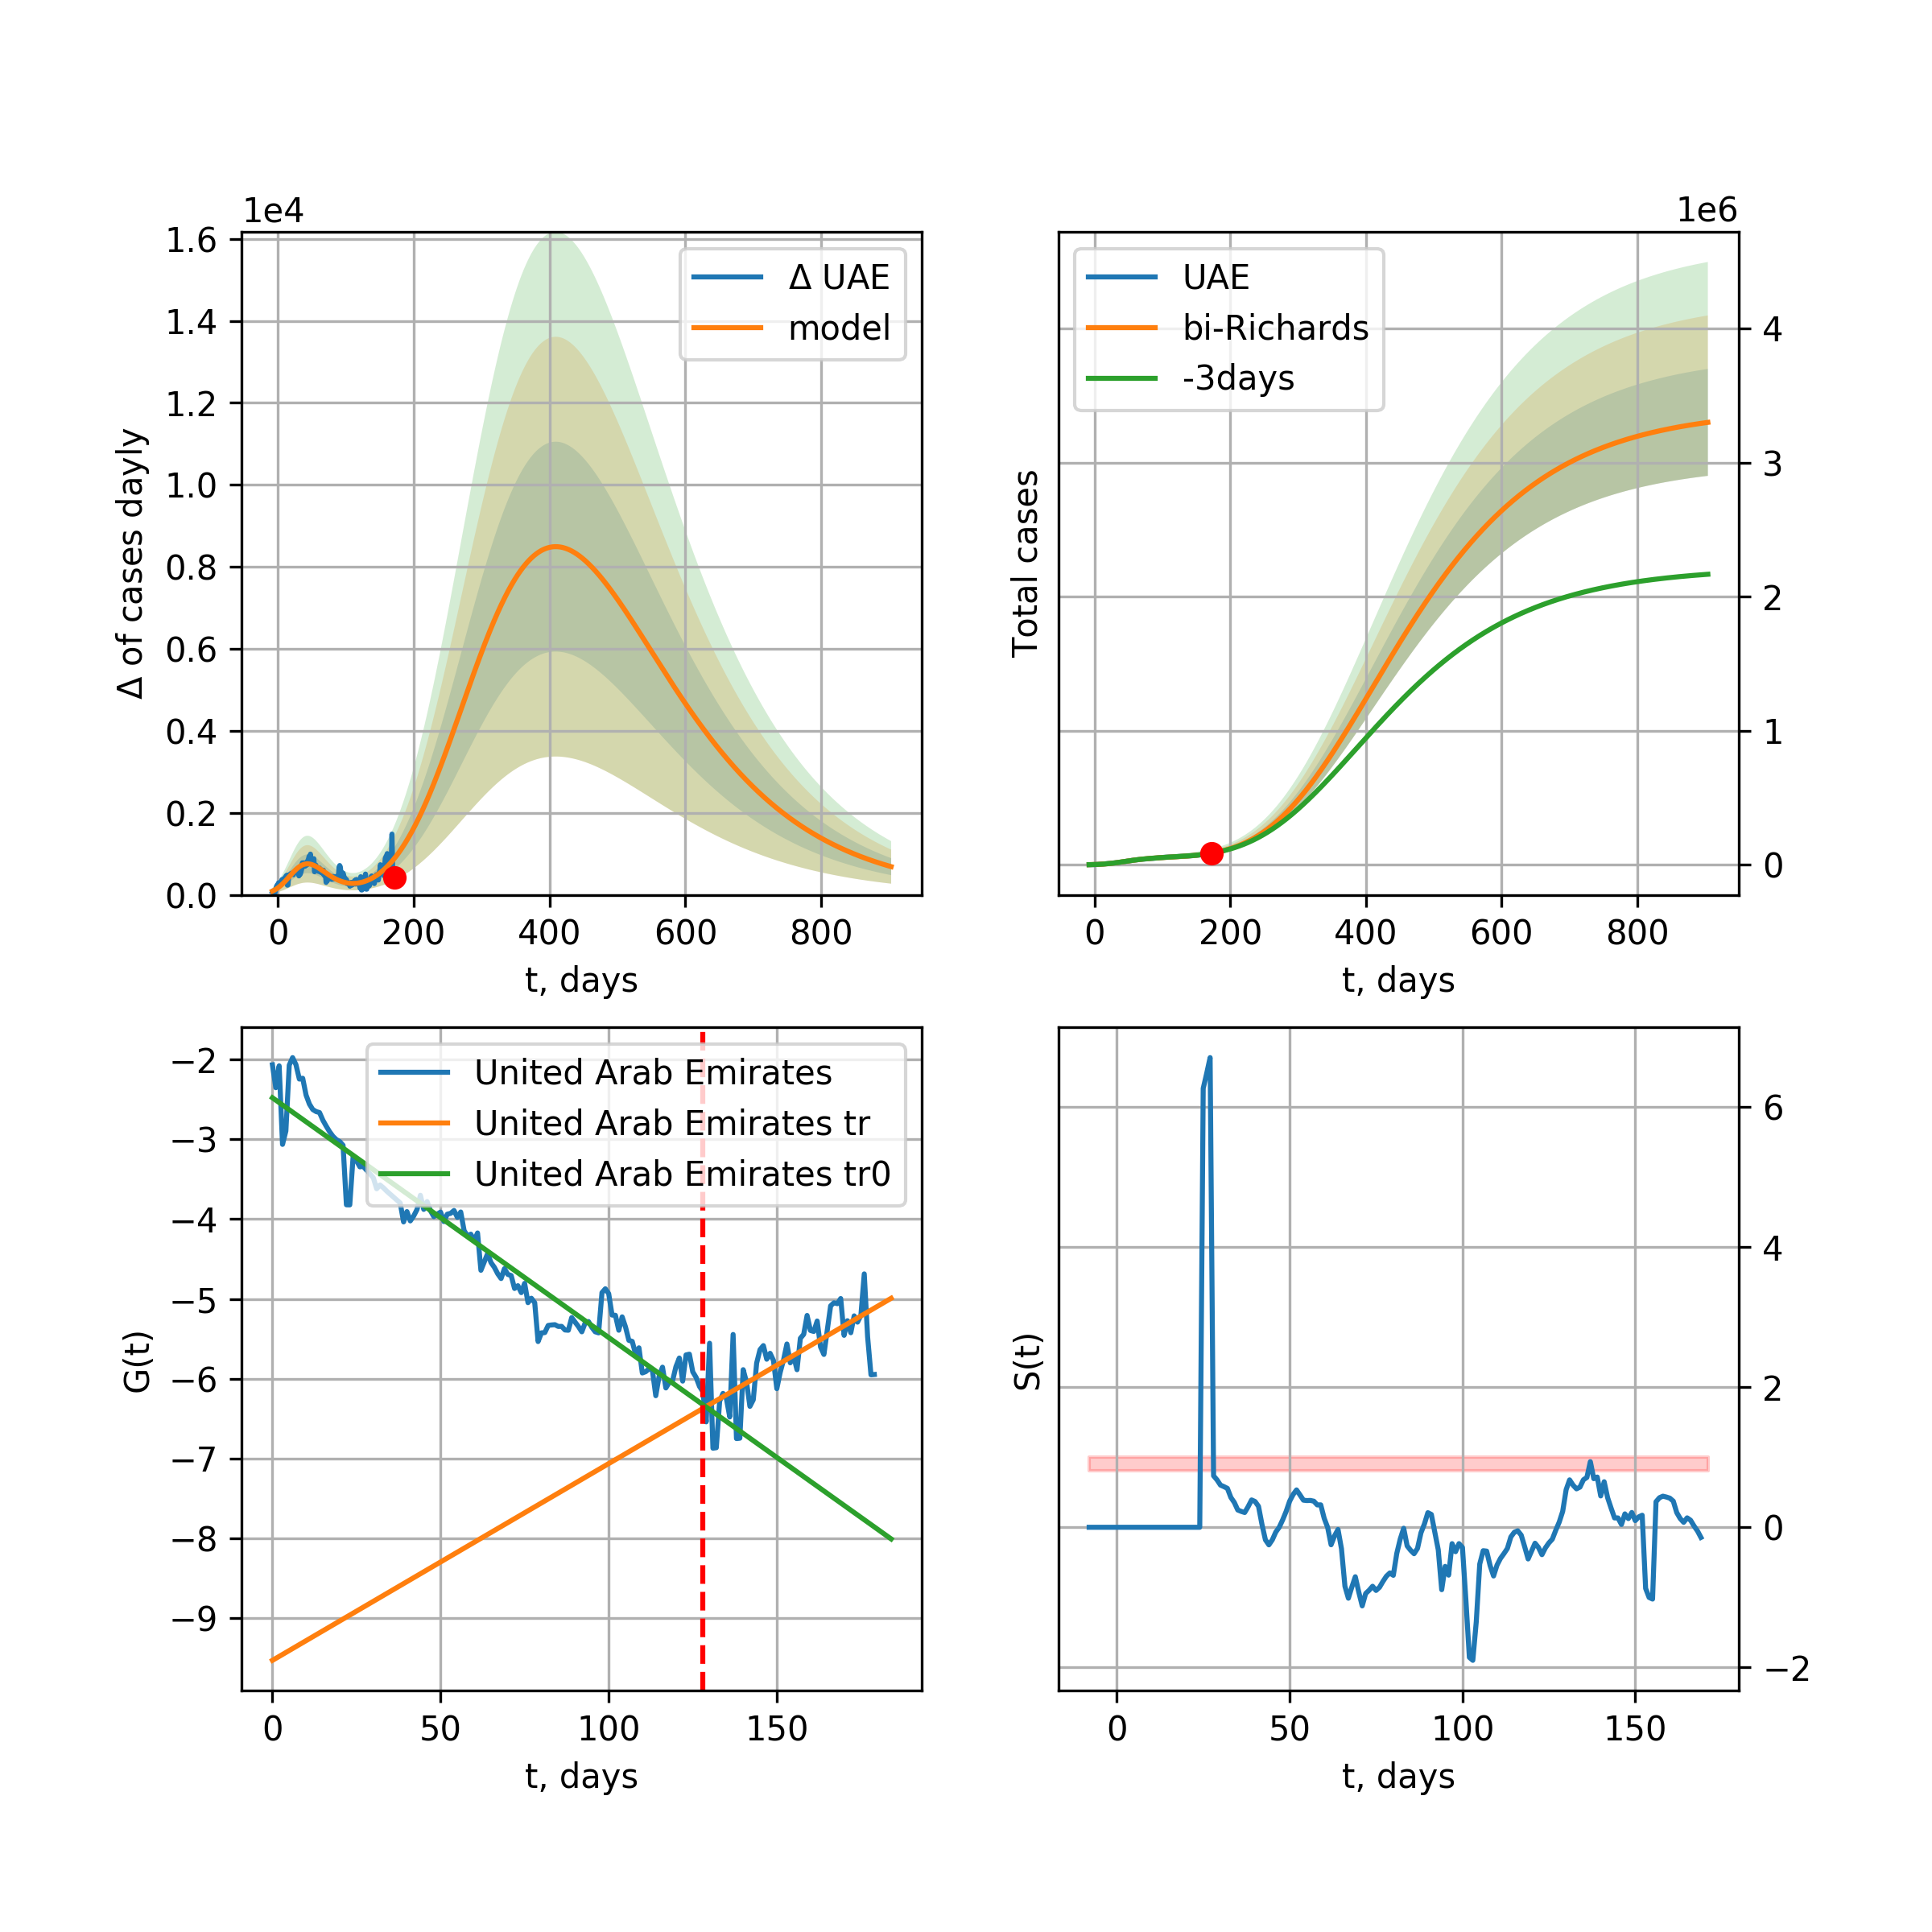 1e4
1.6
1.4
1.2
1.0
0.8
0.6
0.4
0.2
0.0
Δ of cases dayly
Δ UAE
model
0 200 400 600 800
t, days
1e6
UAE
bi-Richards
-3days
Total cases
4
3
2
1
0
0 200 400 600 800
t, days
−2
−3
−4
−5
−6
−7
−8
−9
G(t)
United Arab Emirates
United Arab Emirates tr
United Arab Emirates tr0
0 50 100 150
t, days
S(t)
6
4
2
0
−2
0 50 100 150
t, days